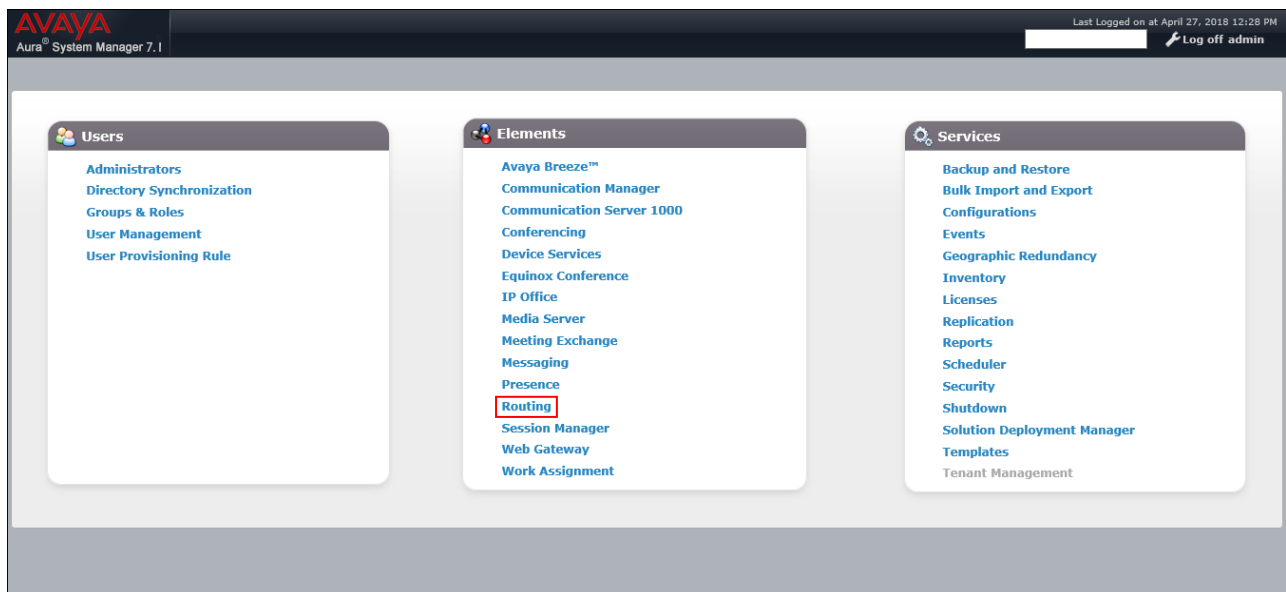 AVAYA
Aura® System Manager 7.1
Last Logged on at April 27, 2018 12:28 PM
Log off admin
Users
Administrators
Directory Synchronization
Groups & Roles
User Management
User Provisioning Rule
Elements
Avaya Breeze™
Communication Manager
Communication Server 1000
Conferencing
Device Services
Equinox Conference
IP Office
Media Server
Meeting Exchange
Messaging
Presence
Routing
Session Manager
Web Gateway
Work Assignment
Services
Backup and Restore
Bulk Import and Export
Configurations
Events
Geographic Redundancy
Inventory
Licenses
Replication
Reports
Scheduler
Security
Shutdown
Solution Deployment Manager
Templates
Tenant Management